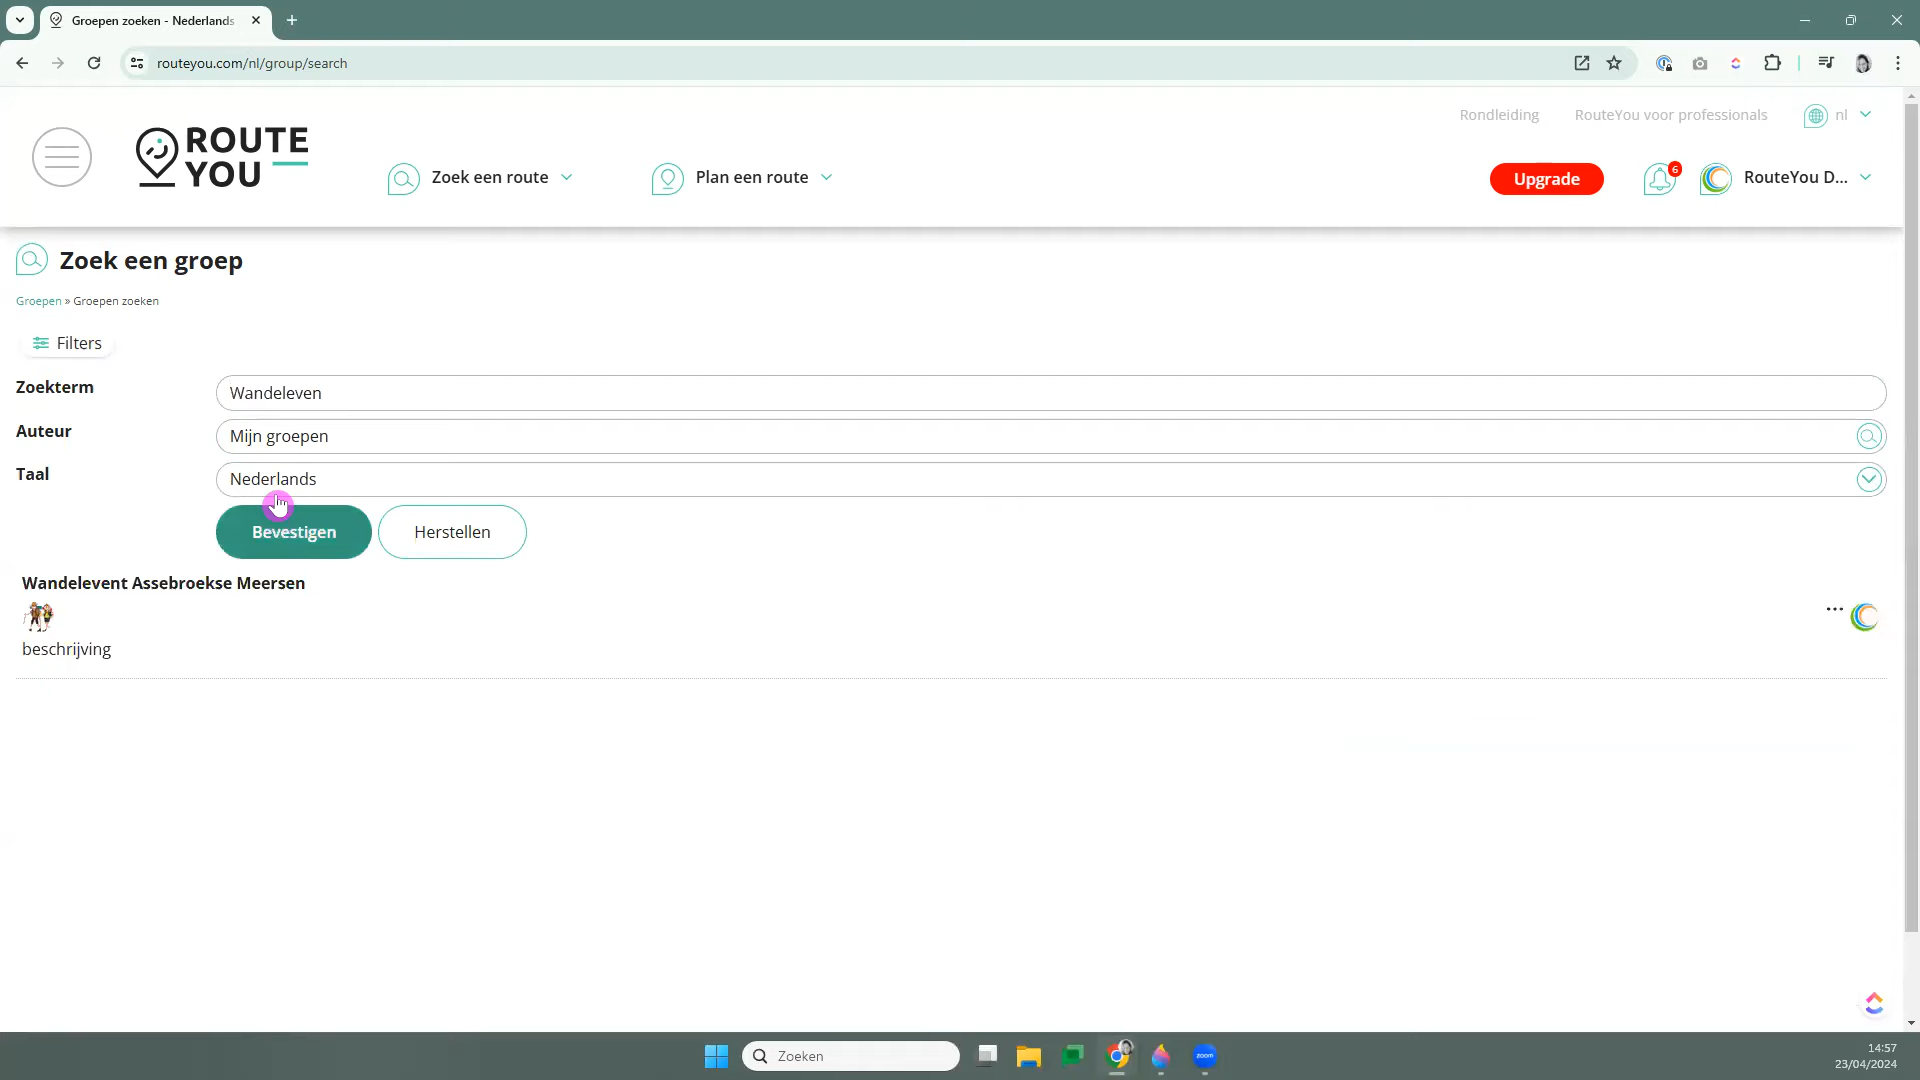 Groepen zoeken - Nederlands
routeyou.com/nl/group/search
Rondleiding
RouteYou voor professionals
nl
ROUTE
YOU
Zoek een route
Plan een route
Upgrade
6
RouteYou D...
Zoek een groep
Groepen » Groepen zoeken
Filters
Zoekterm
Wandeleven
Auteur
Mijn groepen
Taal
Nederlands
Bevestigen
Herstellen
Wandelevent Assebroekse Meersen
beschrijving
Zoeken
zoom
14:57
23/04/2024